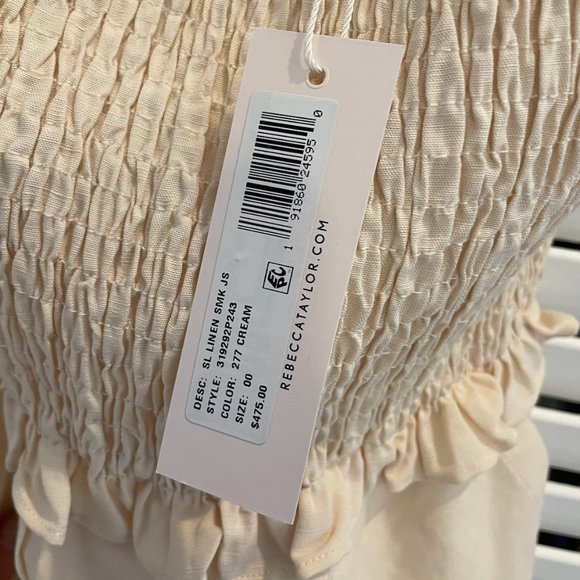 1 91860 24595 0
DESC: SL LINEN SMK JS
STYLE: 319292P243
COLOR: 277 CREAM
SIZE: 00
$475.00
REBECCATAYLOR.COM